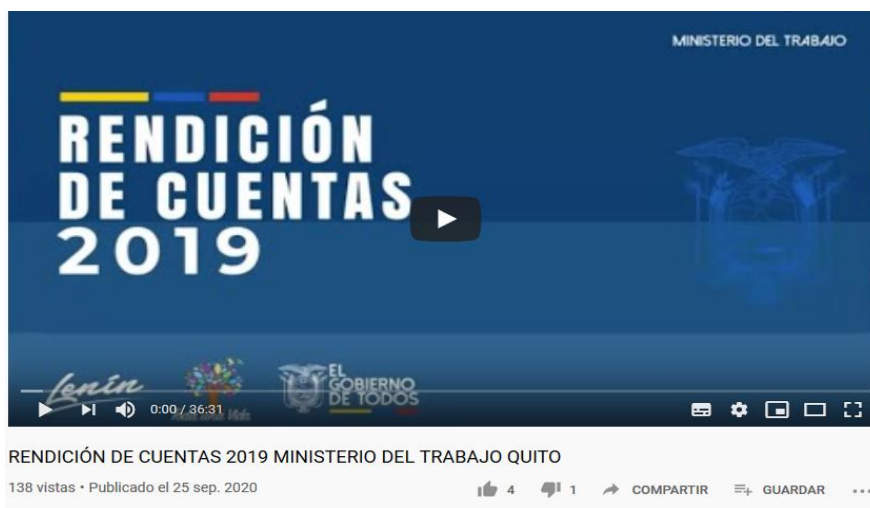 MINISTERIO DEL TRABAJO
RENDICIÓN
DE CUENTAS
2019
Lenín
EL
GOBIERNO
DE TODOS
0:00 / 36:31
RENDICIÓN DE CUENTAS 2019 MINISTERIO DEL TRABAJO QUITO
138 vistas • Publicado el 25 sep. 2020
4
1
COMPARTIR
GUARDAR